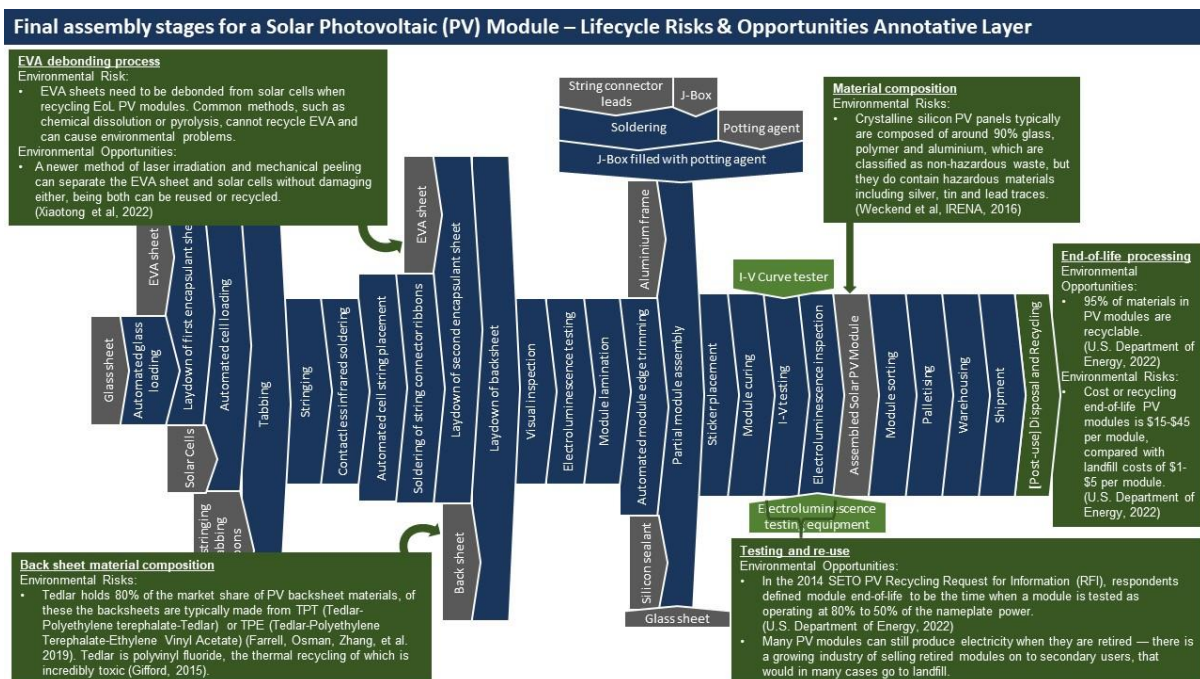 Final assembly stages for a Solar Photovoltaic (PV) Module – Lifecycle Risks & Opportunities Annotative Layer
EVA debonding process
Environmental Risk:
• EVA sheets need to be debonded from solar cells when
recycling EoL PV modules. Common methods, such as
chemical dissolution or pyrolysis, cannot recycle EVA and
can cause environmental problems.
Environmental Opportunities:
• A newer method of laser irradiation and mechanical peeling
can separate the EVA sheet and solar cells without damaging
either, being both can be reused or recycled.
(Xiaotong et al, 2022)
String connector
leads
J-Box
Soldering
Potting agent
J-Box filled with potting agent
Material composition
Environmental Risks:
• Crystalline silicon PV panels typically
are composed of around 90% glass,
polymer and aluminium, which are
classified as non-hazardous waste, but
they do contain hazardous materials
including silver, tin and lead traces.
(Weckend et al, IRENA, 2016)
End-of-life processing
Environmental
Opportunities:
• 95% of materials in
PV modules are
recyclable.
(U.S. Department of
Energy, 2022)
Environmental Risks:
• Cost or recycling
end-of-life PV
modules is $15-$45
per module,
compared with
landfill costs of $1-
$5 per module.
(U.S. Department of
Energy, 2022)
Glass sheet
Automated glass
loading
EVA sheet
Laydown of first encapsulant she
Solar Cells
Automated cell loading
stringing
abbing
ons
Tabbing
Stringing
Contactless infrared soldering
Automated cell string placement
EVA sheet
Soldering of string connector ribbons
Laydown of second encapsulant sheet
Back sheet
Laydown of backsheet
Visual inspection
Electroluminescence testing
Module lamination
Automated module edge trimming
Aluminium frame
Silicon sealant
Glass sheet
Partial module assembly
Sticker placement
Module curing
I-V Curve tester
I-V testing
Electroluminescence inspection
Electroluminescence
testing equipment
Assembled Solar PV Module
Module sorting
Palletising
Warehousing
Shipment
[Post-use] Disposal and Recycling
Back sheet material composition
Environmental Risks:
• Tedlar holds 80% of the market share of PV backsheet materials, of
these the backsheets are typically made from TPT (Tedlar-
Polyethylene terephalate-Tedlar) or TPE (Tedlar-Polyethylene
Terephalate-Ethylene Vinyl Acetate) (Farrell, Osman, Zhang, et al.
2019). Tedlar is polyvinyl fluoride, the thermal recycling of which is
incredibly toxic (Gifford, 2015).
Testing and re-use
Environmental Opportunities:
• In the 2014 SETO PV Recycling Request for Information (RFI), respondents
defined module end-of-life to be the time when a module is tested as
operating at 80% to 50% of the nameplate power.
(U.S. Department of Energy, 2022)
• Many PV modules can still produce electricity when they are retired — there is
a growing industry of selling retired modules on to secondary users, that
would in many cases go to landfill.